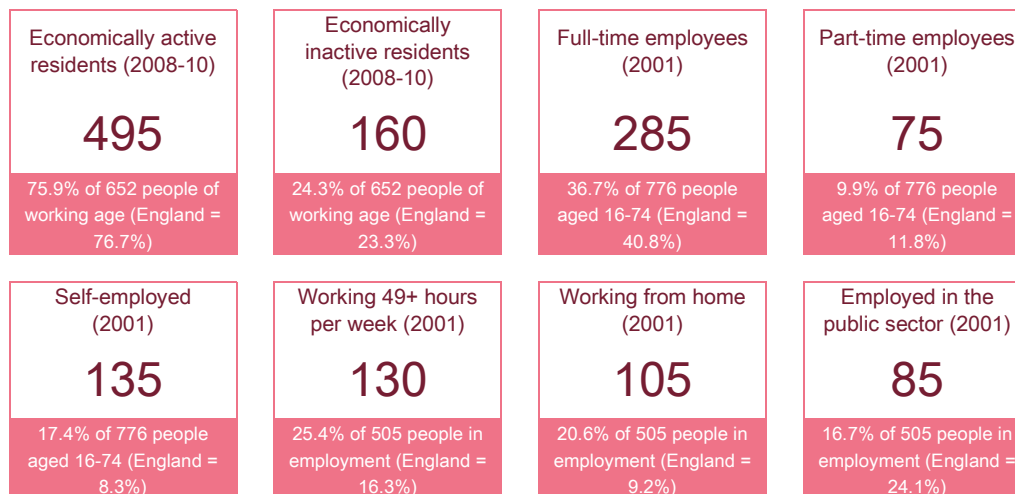 Economically active
residents (2008-10)
495
75.9% of 652 people of
working age (England =
76.7%)
Economically
inactive residents
(2008-10)
160
24.3% of 652 people of
working age (England =
23.3%)
Full-time employees
(2001)
285
36.7% of 776 people
aged 16-74 (England =
40.8%)
Part-time employees
(2001)
75
9.9% of 776 people
aged 16-74 (England =
11.8%)
Self-employed
(2001)
135
17.4% of 776 people
aged 16-74 (England =
8.3%)
Working 49+ hours
per week (2001)
130
25.4% of 505 people in
employment (England =
16.3%)
Working from home
(2001)
105
20.6% of 505 people in
employment (England =
9.2%)
Employed in the
public sector (2001)
85
16.7% of 505 people in
employment (England =
24.1%)